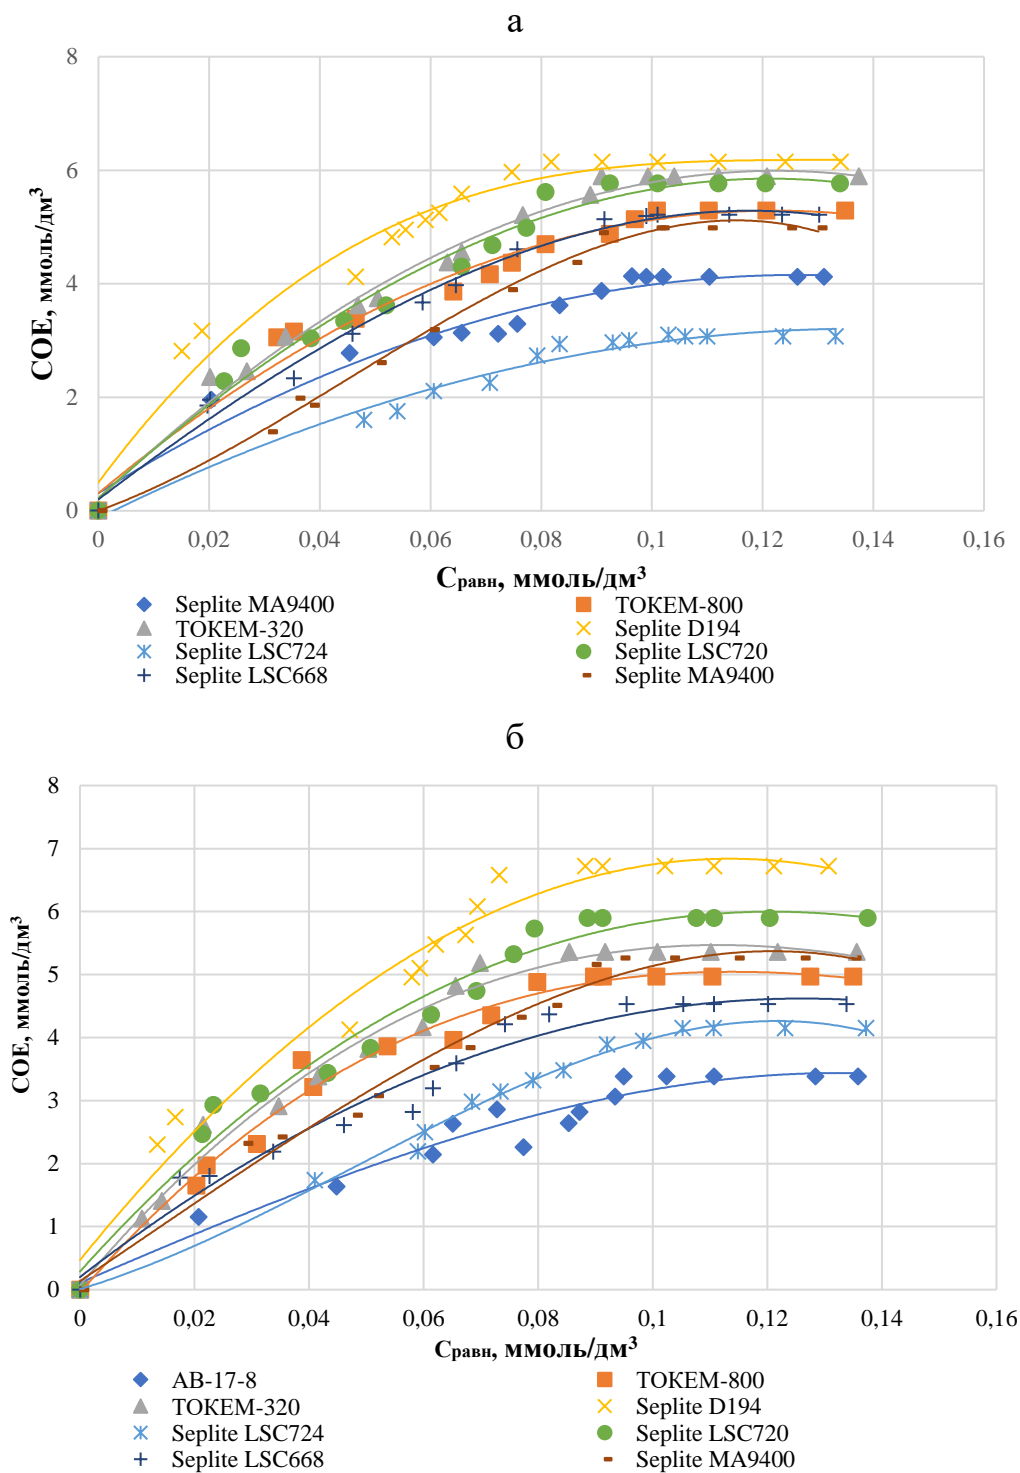 а
8
6
4
2
0
СОЕ, ммоль/дм³
0 0,02 0,04 0,06 0,08 0,1 0,12 0,14 0,16
Cравн, ммоль/дм³
Seplite MA9400 ТОКЕМ-800
ТОКЕМ-320 Seplite D194
Seplite LSC724 Seplite LSC720
Seplite LSC668 Seplite MA9400
б
8
7
6
5
4
3
2
1
0
СОЕ, ммоль/дм³
0 0,02 0,04 0,06 0,08 0,1 0,12 0,14 0,16
Cравн, ммоль/дм³
АВ-17-8 ТОКЕМ-800
ТОКЕМ-320 Seplite D194
Seplite LSC724 Seplite LSC720
Seplite LSC668 Seplite MA9400